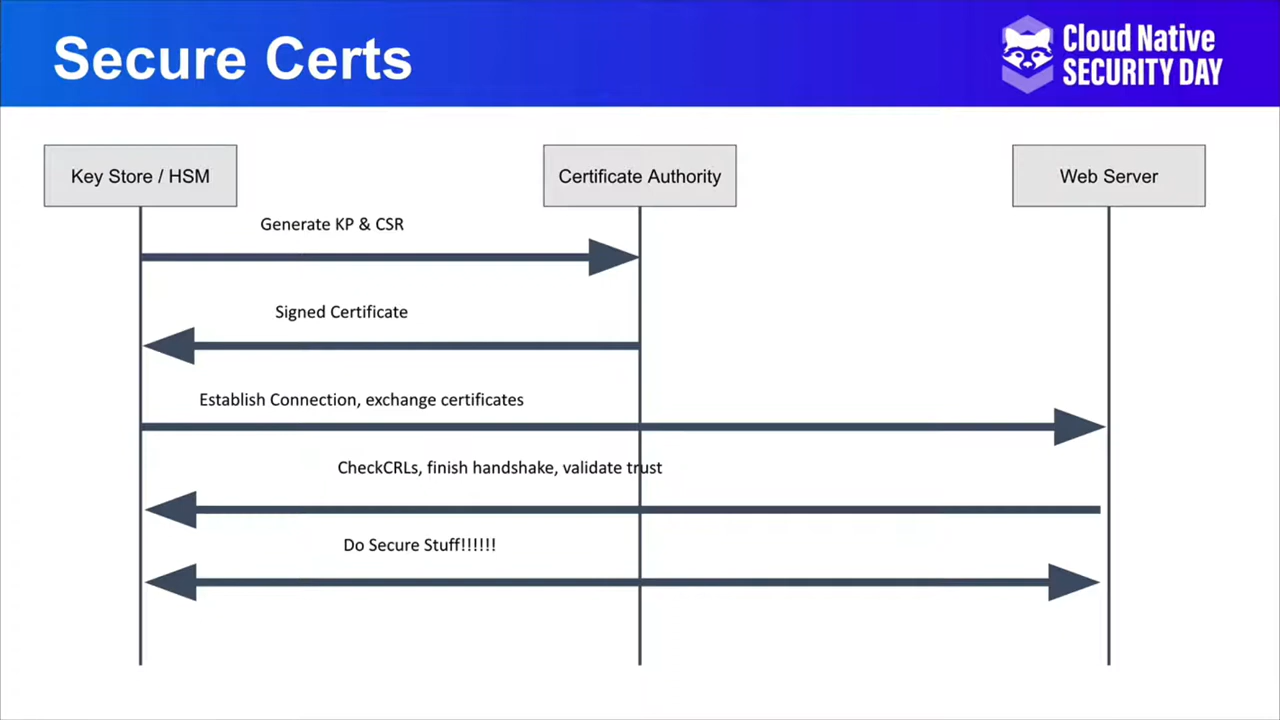 Secure Certs
Cloud Native
SECURITY DAY
Key Store / HSM
Certificate Authority
Web Server
Generate KP & CSR
Signed Certificate
Establish Connection, exchange certificates
CheckCRLs, finish handshake, validate trust
Do Secure Stuff!!!!!!